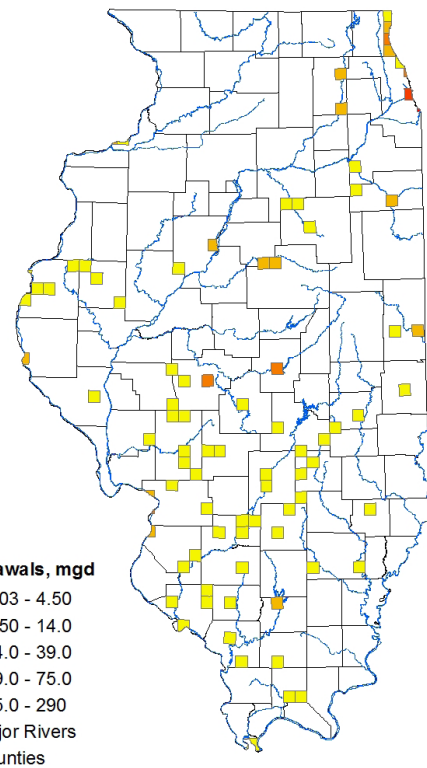 awals, mgd
03 - 4.50
50 - 14.0
4.0 - 39.0
9.0 - 75.0
5.0 - 290
jor Rivers
unties